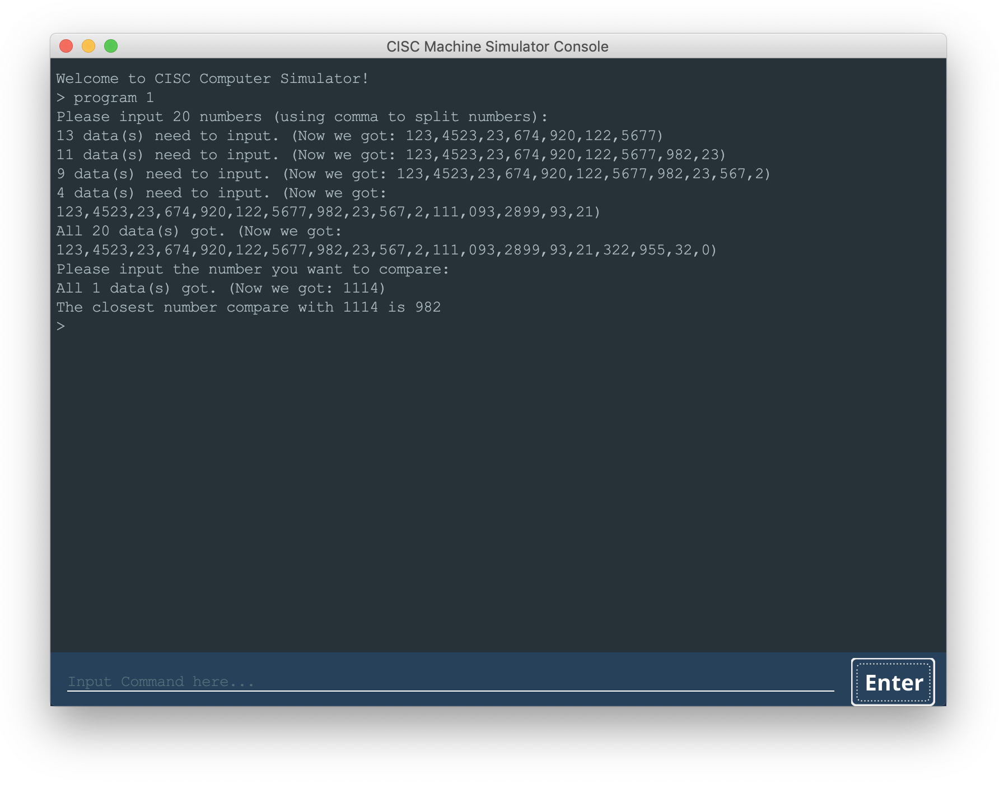 CISC Machine Simulator Console
Welcome to CISC Computer Simulator!
> program 1
Please input 20 numbers (using comma to split numbers):
13 data(s) need to input. (Now we got: 123,4523,23,674,920,122,5677)
11 data(s) need to input. (Now we got: 123,4523,23,674,920,122,5677,982,23)
9 data(s) need to input. (Now we got: 123,4523,23,674,920,122,5677,982,23,567,2)
4 data(s) need to input. (Now we got:
123,4523,23,674,920,122,5677,982,23,567,2,111,093,2899,93,21)
All 20 data(s) got. (Now we got:
123,4523,23,674,920,122,5677,982,23,567,2,111,093,2899,93,21,322,955,32,0)
Please input the number you want to compare:
All 1 data(s) got. (Now we got: 1114)
The closest number compare with 1114 is 982
>
Input Command here...
Enter